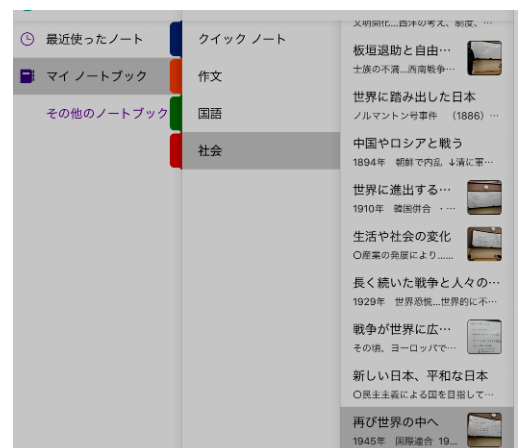 最近使ったノート
マイ ノートブック
その他のノートブック
クイック ノート
作文
国語
社会
文明開化...西洋の考え、制度、…
板垣退助と自由…
士族の不満...西南戦争…
世界に踏み出した日本
ノルマントン号事件 (1886) …
中国やロシアと戦う
1894年 朝鮮で内乱 ↓清に軍…
世界に進出する…
1910年 韓国併合 ・…
生活や社会の変化
〇産業の発展により……
長く続いた戦争と人々の…
1929年 世界恐慌...世界的に不…
戦争が世界に広…
その頃、ヨーロッパで…
新しい日本、平和な日本
〇民主主義による国を目指して…
再び世界の中へ
1945年 国際連合 19...